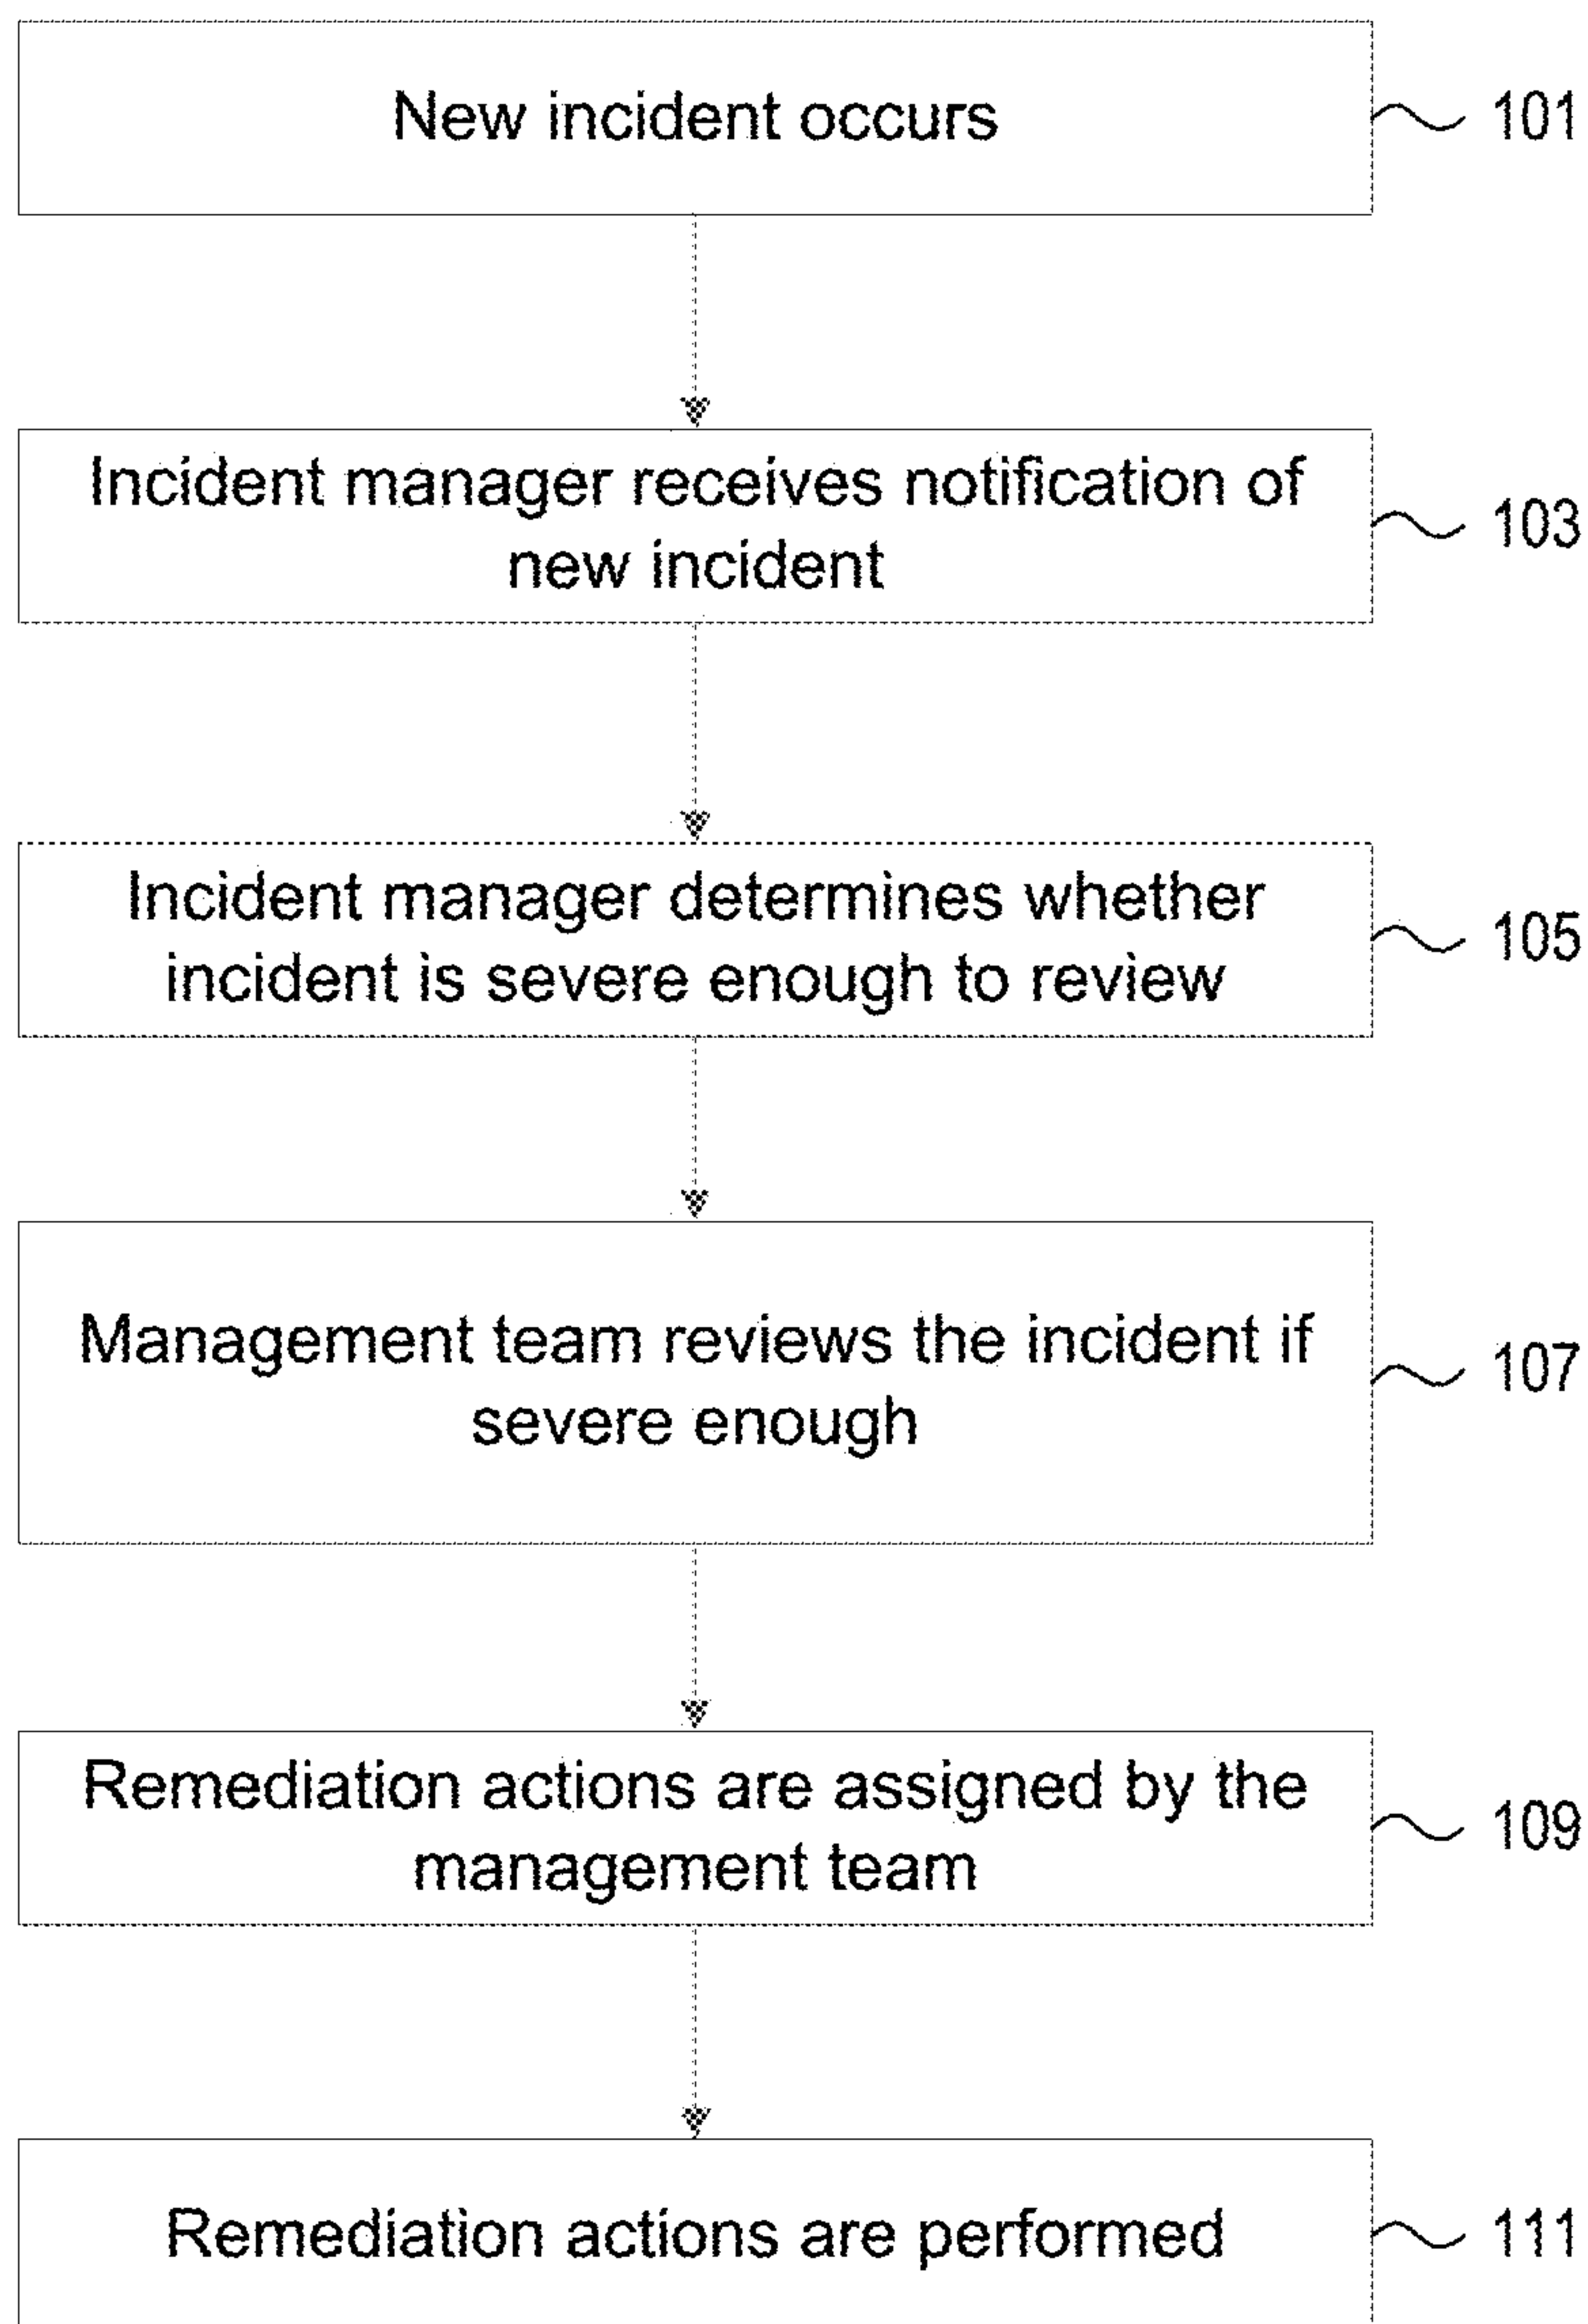 New incident occurs
101
Incident manager receives notification of
new incident
103
Incident manager determines whether
incident is severe enough to review
105
Management team reviews the incident if
severe enough
107
Remediation actions are assigned by the
management team
109
Remediation actions are performed
111